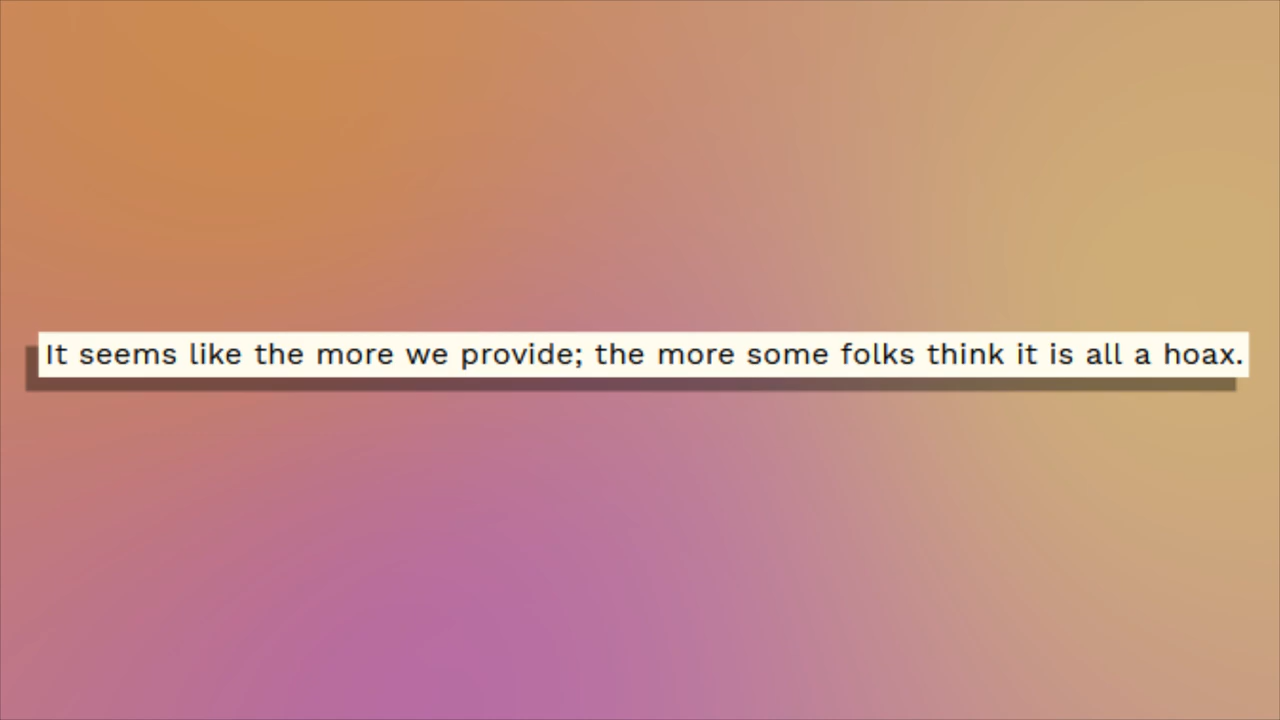 It seems like the more we provide; the more some folks think it is all a hoax.